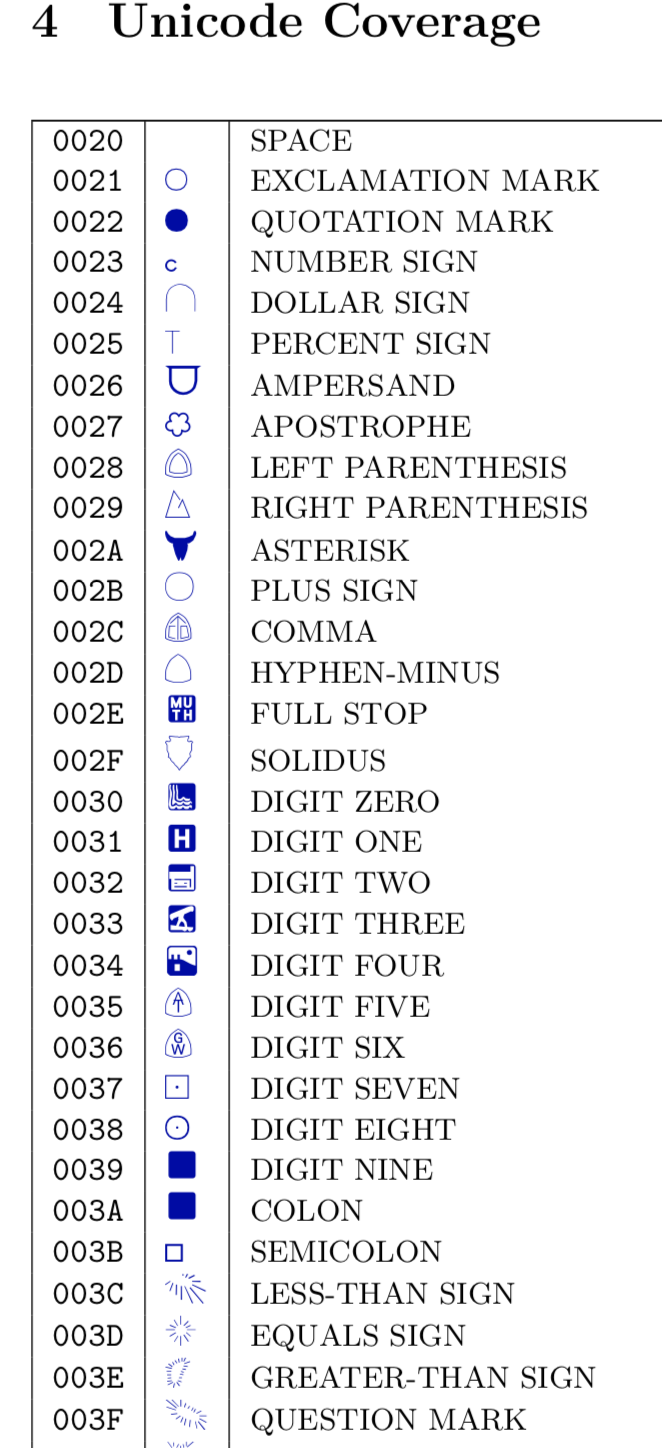 4 Unicode Coverage
0020 SPACE
0021 EXCLAMATION MARK
0022 QUOTATION MARK
0023 c NUMBER SIGN
0024 DOLLAR SIGN
0025 T PERCENT SIGN
0026 AMPERSAND
0027 APOSTROPHE
0028 LEFT PARENTHESIS
0029 RIGHT PARENTHESIS
002A ASTERISK
002B PLUS SIGN
002C COMMA
002D HYPHEN-MINUS
002E MUTH FULL STOP
002F SOLIDUS
0030 DIGIT ZERO
0031 H DIGIT ONE
0032 DIGIT TWO
0033 DIGIT THREE
0034 DIGIT FOUR
0035 AT DIGIT FIVE
0036 GW DIGIT SIX
0037 DIGIT SEVEN
0038 DIGIT EIGHT
0039 DIGIT NINE
003A COLON
003B SEMICOLON
003C LESS-THAN SIGN
003D EQUALS SIGN
003E GREATER-THAN SIGN
003F QUESTION MARK